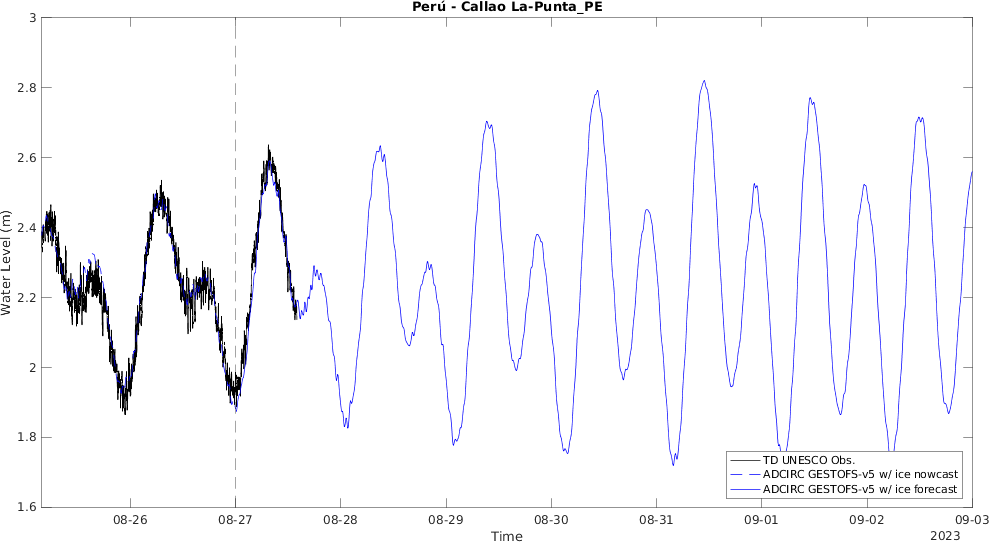 Perú - Callao La-Punta_PE
3
2.8
2.6
2.4
2.2
2
1.8
1.6
Water Level (m)
TD UNESCO Obs.
ADCIRC GESTOFS-v5 w/ ice nowcast
ADCIRC GESTOFS-v5 w/ ice forecast
08-26 08-27 08-28 08-29 08-30 08-31 09-01 09-02 09-03
Time
2023